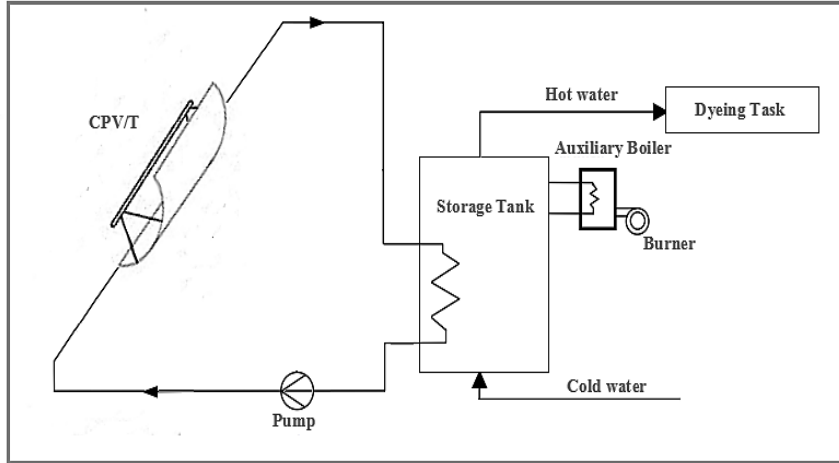 Hot water
Dyeing Task
CPV/T
Auxiliary Boiler
Storage Tank
Burner
Cold water
Pump